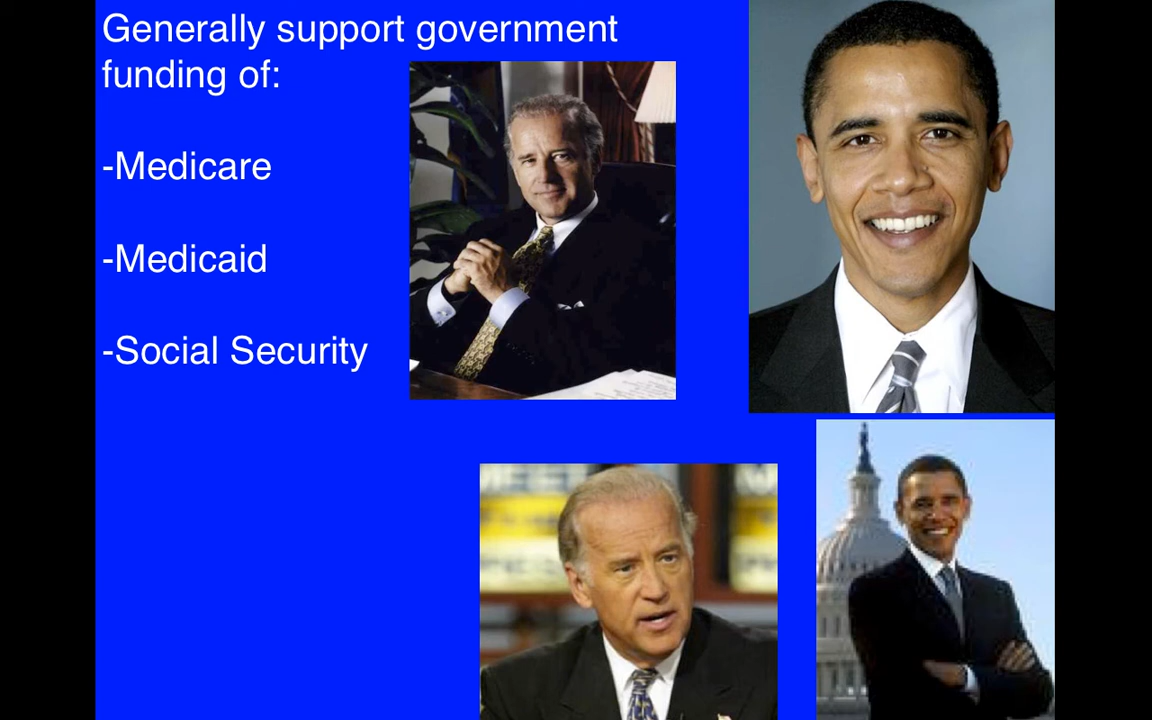 Generally support government
funding of:
-Medicare
-Medicaid
-Social Security